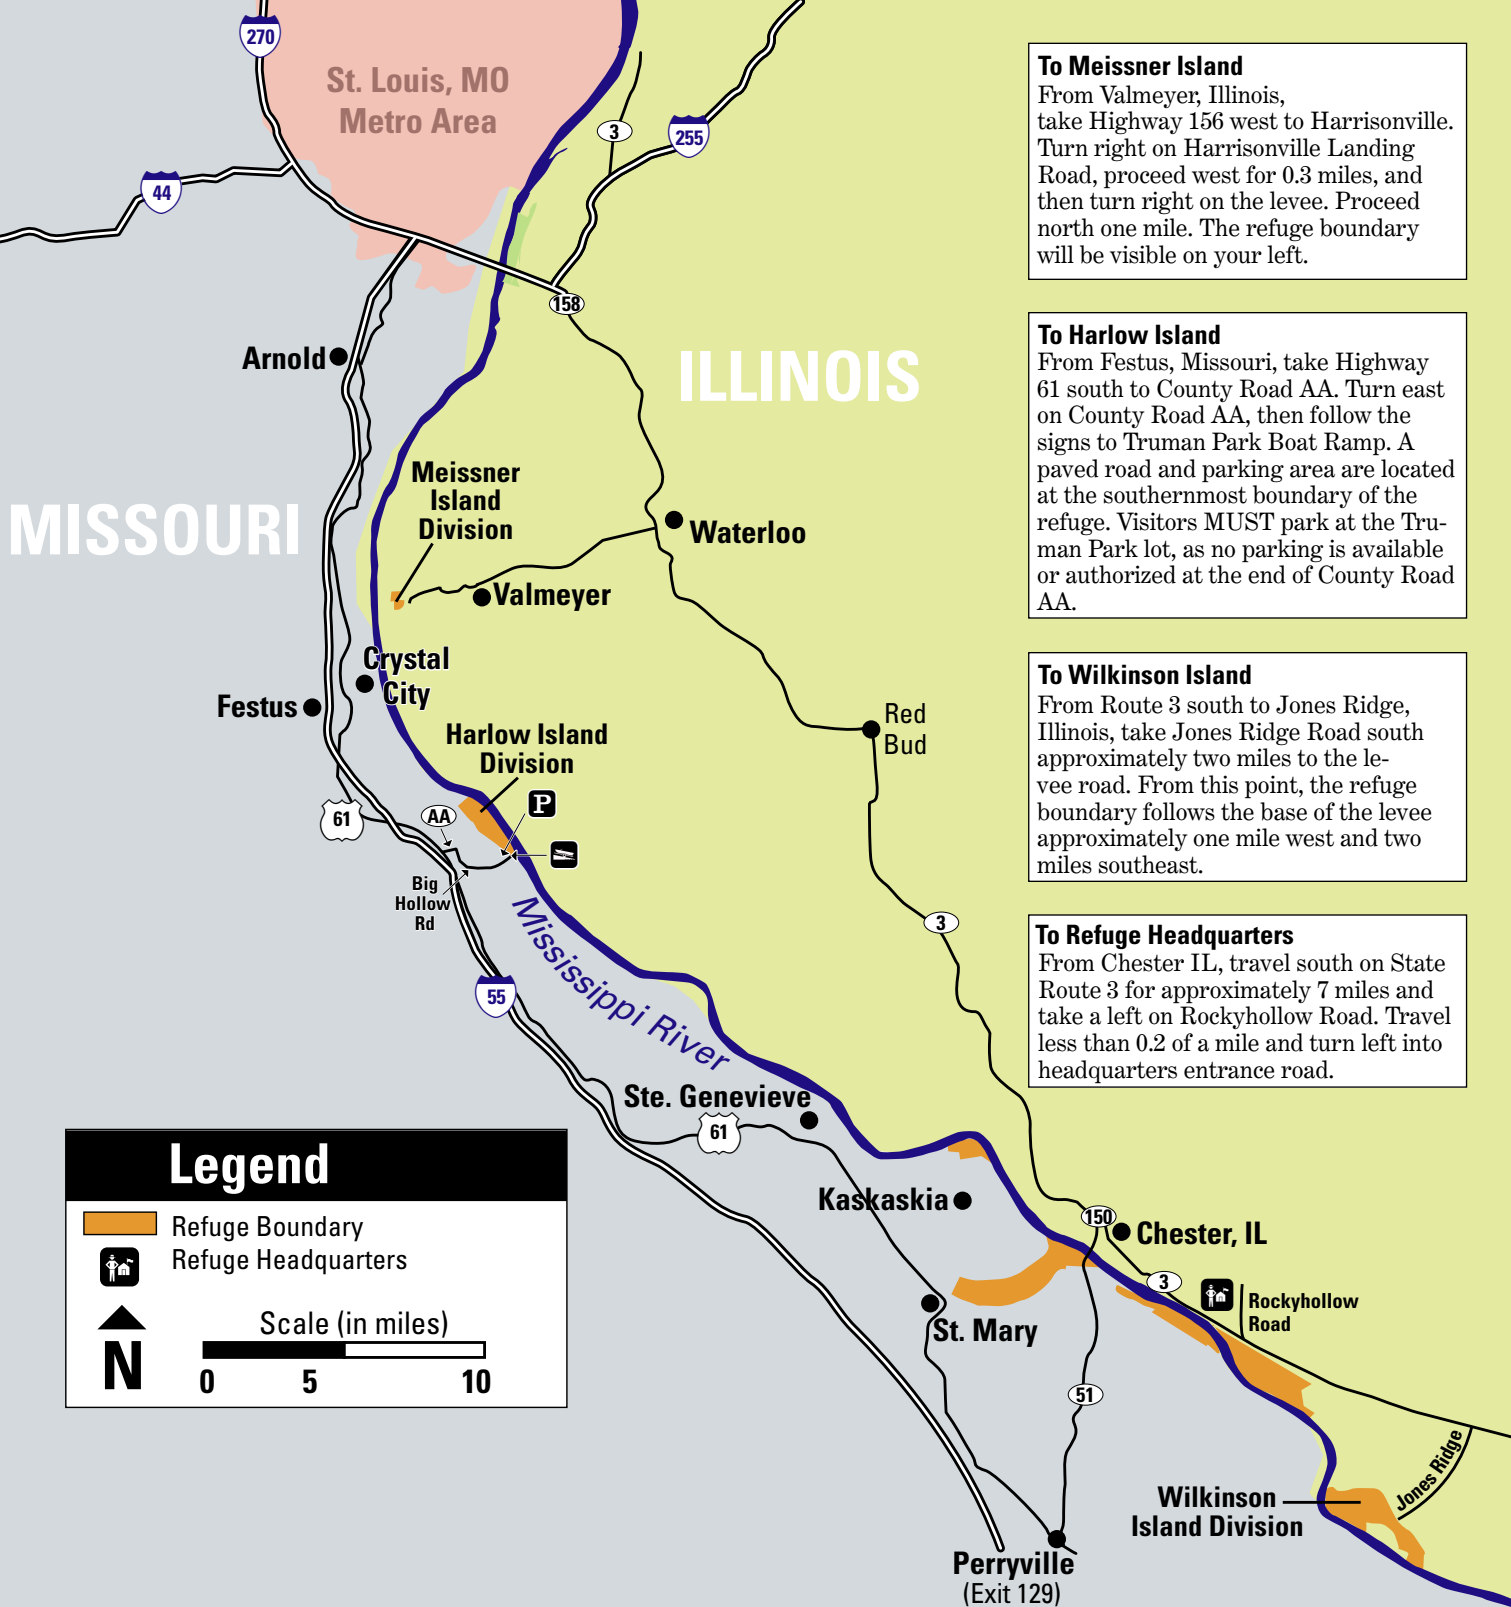 270
St. Louis, MO
Metro Area
3
255
44
158
Arnold
ILLINOIS
MISSOURI
Meissner
Island
Division
Waterloo
Valmeyer
Crystal
City
Festus
Red
Bud
Harlow Island
Division
P
61
AA
Big
Hollow
Rd
3
55
Mississippi River
Ste. Genevieve
61
Kaskaskia
150
Chester, IL
3
Rockyhollow
Road
St. Mary
51
Jones Ridge
Wilkinson
Island Division
Perryville
(Exit 129)
To Meissner Island
From Valmeyer, Illinois,
take Highway 156 west to Harrisonville.
Turn right on Harrisonville Landing
Road, proceed west for 0.3 miles, and
then turn right on the levee. Proceed
north one mile. The refuge boundary
will be visible on your left.
To Harlow Island
From Festus, Missouri, take Highway
61 south to County Road AA. Turn east
on County Road AA, then follow the
signs to Truman Park Boat Ramp. A
paved road and parking area are located
at the southernmost boundary of the
refuge. Visitors MUST park at the Tru-
man Park lot, as no parking is available
or authorized at the end of County Road
AA.
To Wilkinson Island
From Route 3 south to Jones Ridge,
Illinois, take Jones Ridge Road south
approximately two miles to the le-
vee road. From this point, the refuge
boundary follows the base of the levee
approximately one mile west and two
miles southeast.
To Refuge Headquarters
From Chester IL, travel south on State
Route 3 for approximately 7 miles and
take a left on Rockyhollow Road. Travel
less than 0.2 of a mile and turn left into
headquarters entrance road.
Legend
Refuge Boundary
Refuge Headquarters
N
Scale (in miles)
0 5 10